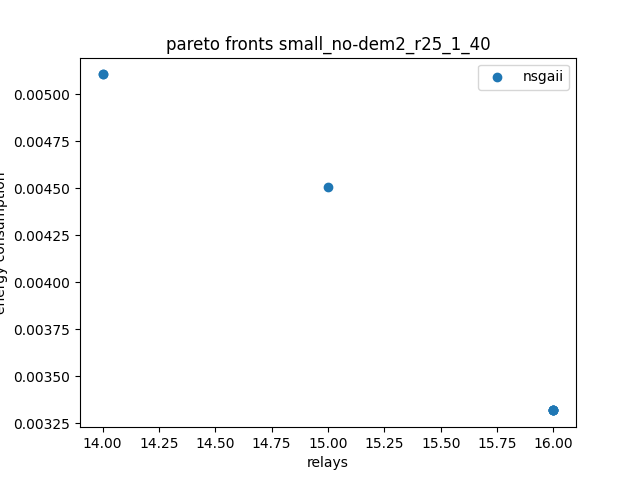 pareto fronts small_no-dem2_r25_1_40
nsgaii
0.00500
0.00475
0.00450
0.00425
0.00400
0.00375
0.00350
0.00325
energy consumption
14.00 14.25 14.50 14.75 15.00 15.25 15.50 15.75 16.00
relays